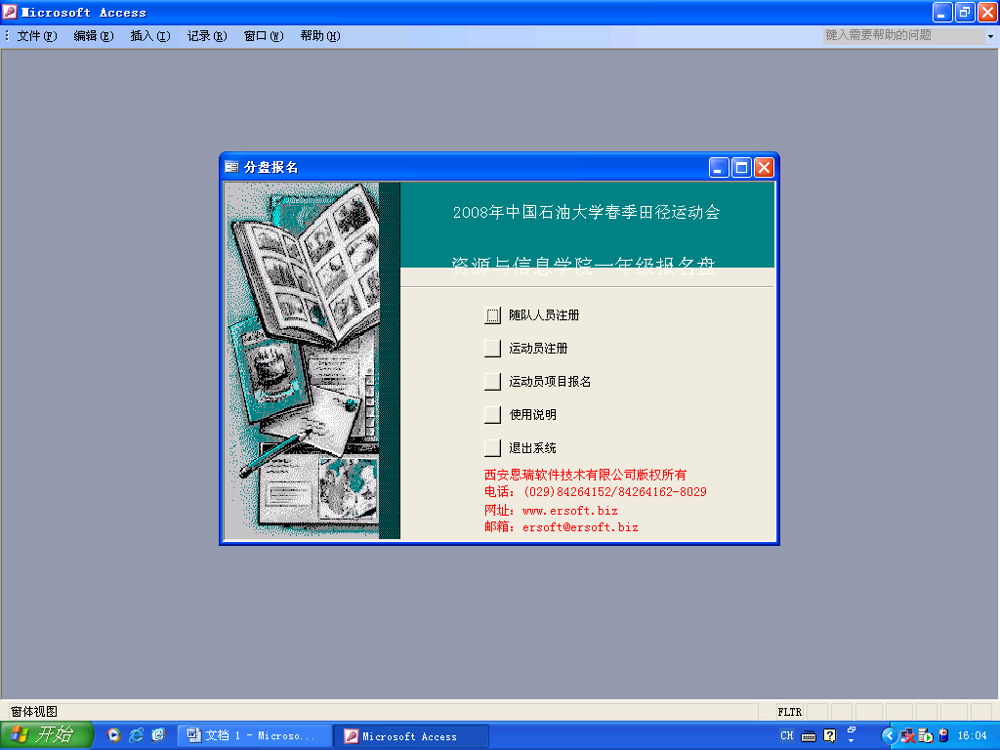 Microsoft Access
文件(F) 编辑(E) 插入(I) 记录(R) 窗口(W) 帮助(H) 键入需要帮助的问题
分盘报名
2008年中国石油大学春季田径运动会
资源与信息学院一年级报名盘
随队人员注册
运动员注册
运动员项目报名
使用说明
退出系统
西安恩瑞软件技术有限公司版权所有
电话：(029)84264152/84264162-8029
网址：www.ersoft.biz
邮箱：ersoft@ersoft.biz
窗体视图 FLTR
开始 文档 1 - Microso... Microsoft Access CH 16:04